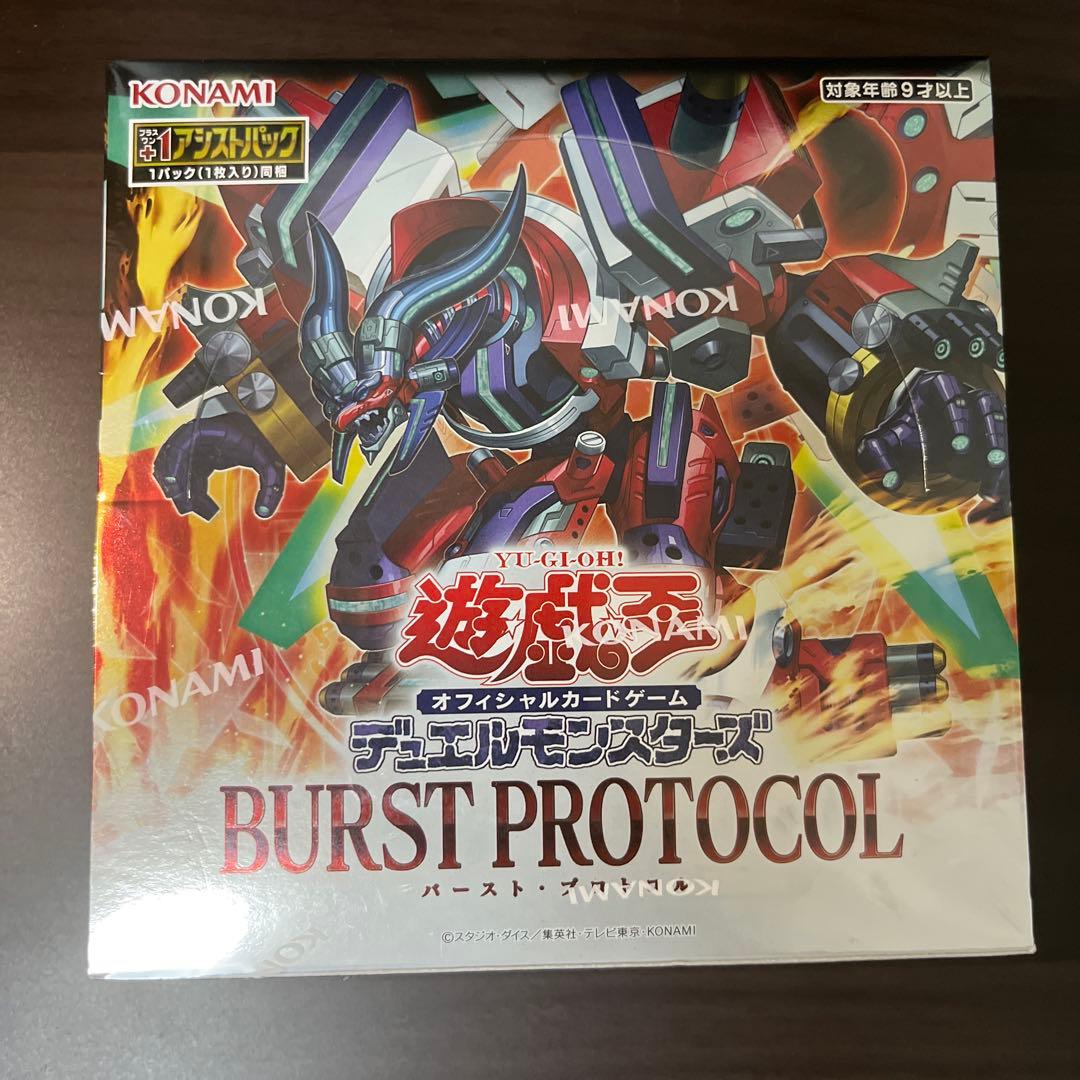 KONAMI
対象年齢9才以上
プラスワン
+1アシストパック
1パック(1枚入り)同梱
KONAMI
KONAMI
YU-GI-OH!
遊戯王
KONAMI
KONAMI
オフィシャルカードゲーム
デュエルモンスターズ
BURST PROTOCOL
バースト・プロトコル
KONAMI
©スタジオ・ダイス/集英社・テレビ東京・KONAMI